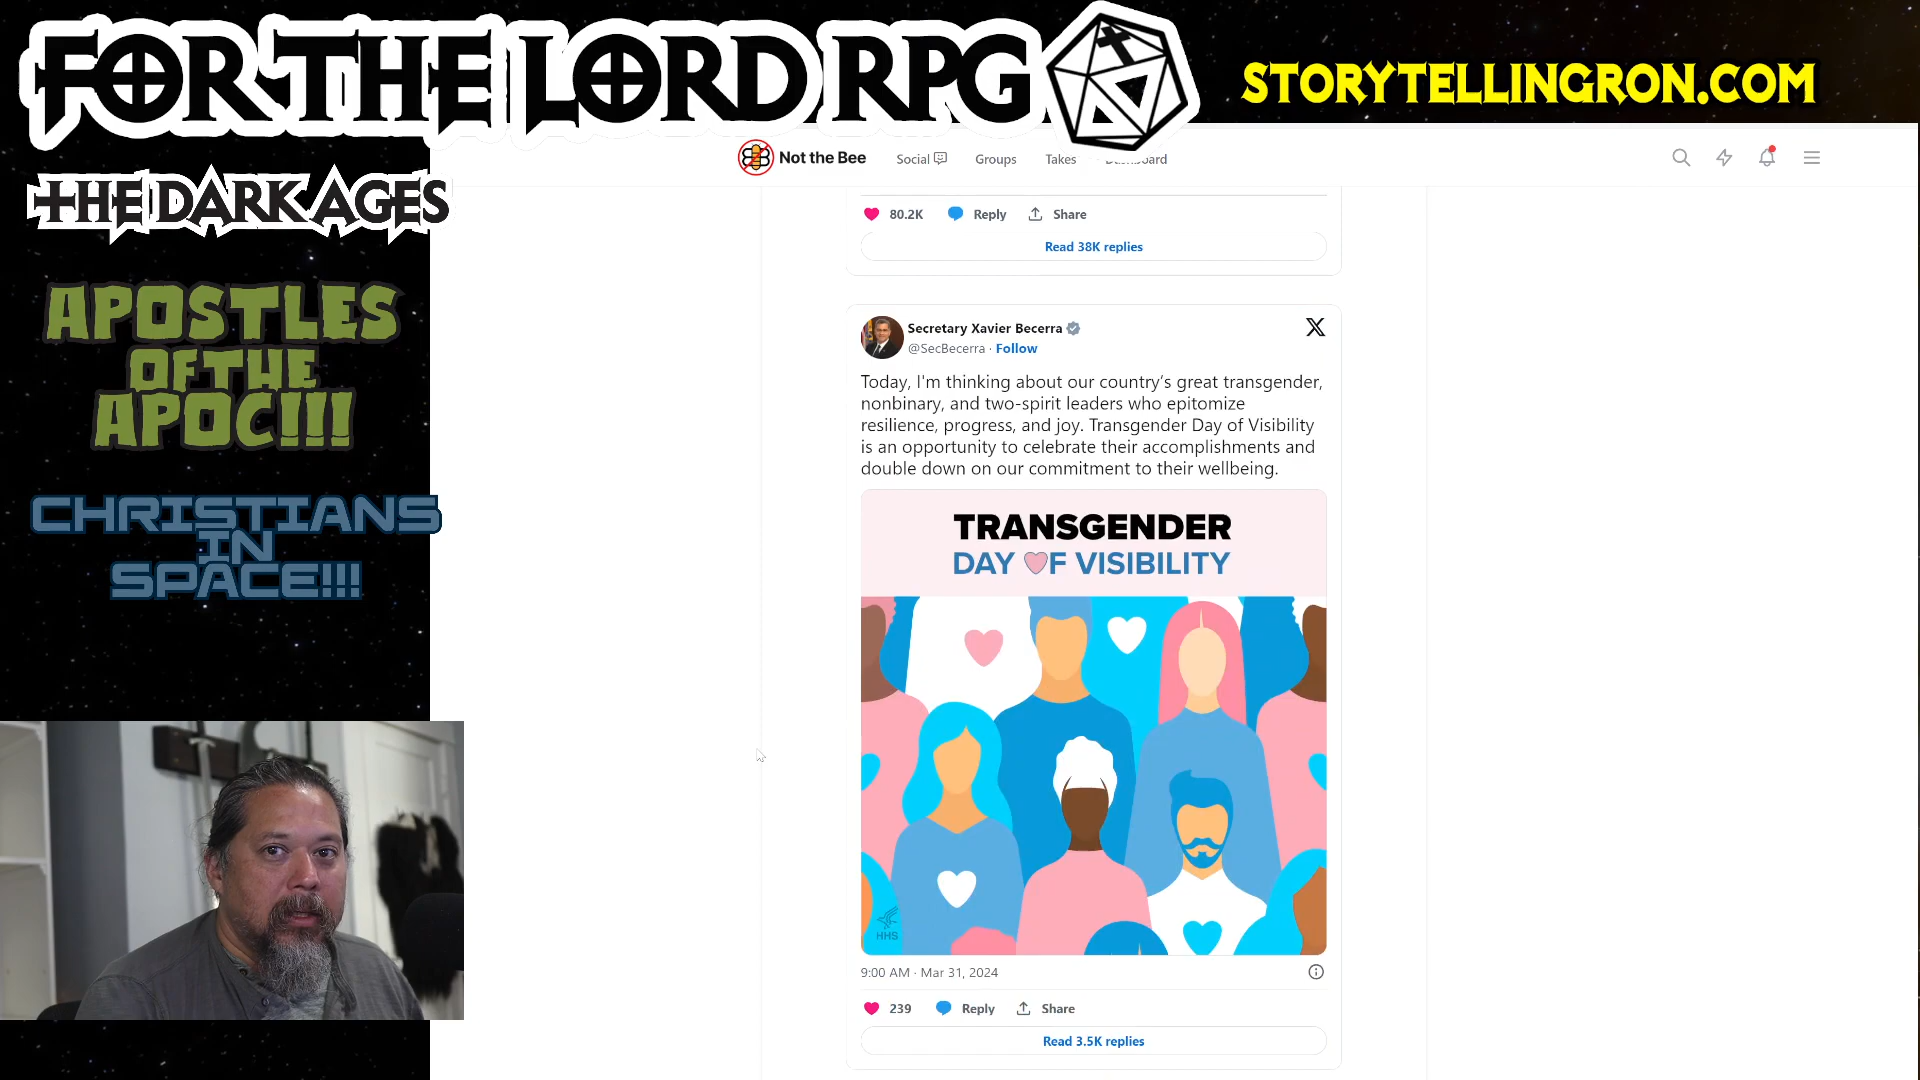 FOR THE LORD RPG
STORYTELLINGRON.COM
Not the Bee
Social
Groups
Takes
Dashboard
THE DARK AGES
80.2K
Reply
Share
Read 38K replies
APOSTLES
OF THE
APOC!!!
Secretary Xavier Becerra
@SecBecerra · Follow
Today, I'm thinking about our country's great transgender,
nonbinary, and two-spirit leaders who epitomize
resilience, progress, and joy. Transgender Day of Visibility
is an opportunity to celebrate their accomplishments and
double down on our commitment to their wellbeing.
CHRISTIANS
IN
SPACE!!!
TRANSGENDER
DAY OF VISIBILITY
HHS
9:00 AM · Mar 31, 2024
239
Reply
Share
Read 3.5K replies